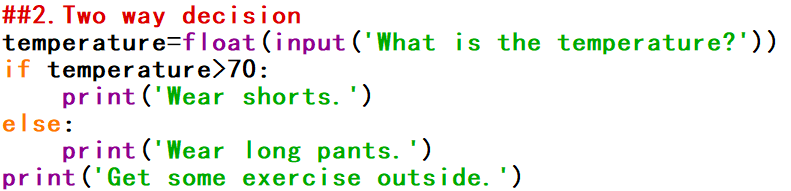 ##2.Two way decision
temperature=float(input('What is the temperature?'))
if temperature>70:
    print('Wear shorts.')
else:
    print('Wear long pants.')
print('Get some exercise outside.')